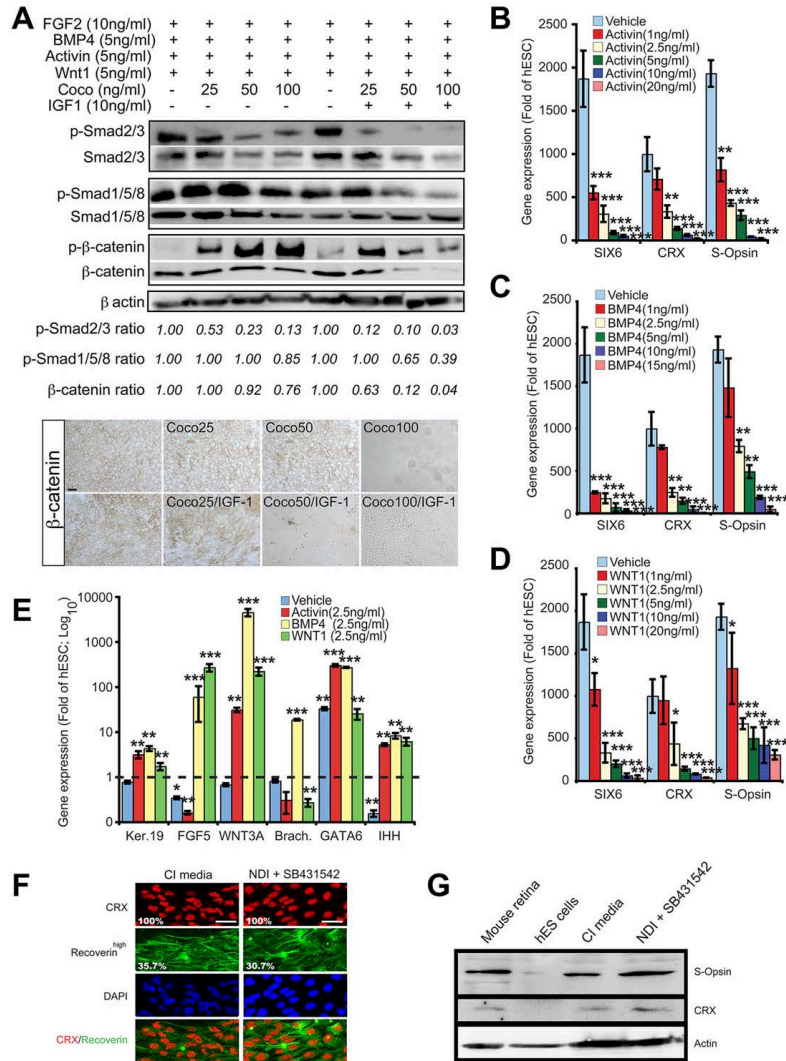 A
FGF2 (10ng/ml) + + + + + + + +
BMP4 (5ng/ml) + + + + + + + +
Activin (5ng/ml) + + + + + + + +
Wnt1 (5ng/ml) + + + + + + + +
Coco (ng/ml) - 25 50 100 - 25 50 100
IGF1 (10ng/ml) - - - - - + + +
p-Smad2/3
Smad2/3
p-Smad1/5/8
Smad1/5/8
p-β-catenin
β-catenin
β actin
p-Smad2/3 ratio 1.00 0.53 0.23 0.13 1.00 0.12 0.10 0.03
p-Smad1/5/8 ratio 1.00 1.00 1.00 0.85 1.00 1.00 0.65 0.39
β-catenin ratio 1.00 1.00 0.92 0.76 1.00 0.63 0.12 0.04
β-catenin
Coco25 Coco50 Coco100
Coco25/IGF-1 Coco50/IGF-1 Coco100/IGF-1
B
Gene expression (Fold of hESC)
2500
2000
1500
1000
500
0
Vehicle
Activin(1ng/ml)
Activin(2.5ng/ml)
Activin(5ng/ml)
Activin(10ng/ml)
Activin(20ng/ml)
*** *** *** *** ***
** *** *** ***
** *** *** *** ***
SIX6 CRX S-Opsin
C
Gene expression (Fold of hESC)
2500
2000
1500
1000
500
0
Vehicle
BMP4(1ng/ml)
BMP4(2.5ng/ml)
BMP4(5ng/ml)
BMP4(10ng/ml)
BMP4(15ng/ml)
*** *** *** *** ***
** ** *** ***
** ** *** ***
SIX6 CRX S-Opsin
D
Gene expression (Fold of hESC)
2500
2000
1500
1000
500
0
Vehicle
WNT1(1ng/ml)
WNT1(2.5ng/ml)
WNT1(5ng/ml)
WNT1(10ng/ml)
WNT1(20ng/ml)
* *** *** *** ***
* *** *** ***
* *** *** *** ***
SIX6 CRX S-Opsin
E
Gene expression (Fold of hESC; Log10)
10000
1000
100
10
1
0
Vehicle
Activin(2.5ng/ml)
BMP4 (2.5ng/ml)
WNT1 (2.5ng/ml)
** ** **
* ** *** ***
** *** ***
*** **
** *** *** **
** ** ** **
Ker.19 FGF5 WNT3A Brach. GATA6 IHH
F
CI media NDI + SB431542
CRX
100% 100%
Recoverin high
35.7% 30.7%
DAPI
CRX/Recoverin
G
Mouse retina
hES cells
CI media
NDI + SB431542
S-Opsin
CRX
Actin